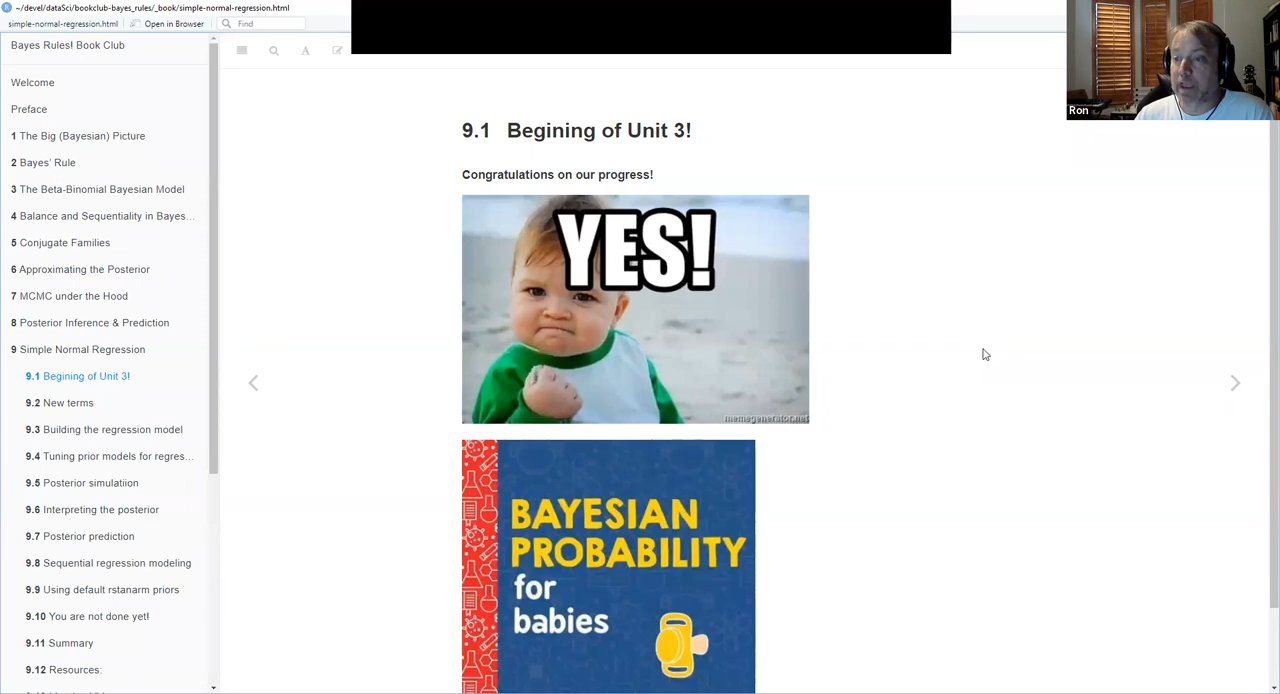 ~/devel/dataSci/bookclub-bayes_rules/_book/simple-normal-regression.html
simple-normal-regression.html
Open in Browser
Find
Bayes Rules! Book Club
Welcome
Preface
1 The Big (Bayesian) Picture
2 Bayes' Rule
3 The Beta-Binomial Bayesian Model
4 Balance and Sequentiality in Bayes...
5 Conjugate Families
6 Approximating the Posterior
7 MCMC under the Hood
8 Posterior Inference & Prediction
9 Simple Normal Regression
9.1 Begining of Unit 3!
9.2 New terms
9.3 Building the regression model
9.4 Tuning prior models for regres...
9.5 Posterior simulatiion
9.6 Interpreting the posterior
9.7 Posterior prediction
9.8 Sequential regression modeling
9.9 Using default rstanarm priors
9.10 You are not done yet!
9.11 Summary
9.12 Resources:
A
9.1 Begining of Unit 3!
Congratulations on our progress!
YES!
memegenerator.net
BAYESIAN
PROBABILITY
for
babies
Ron